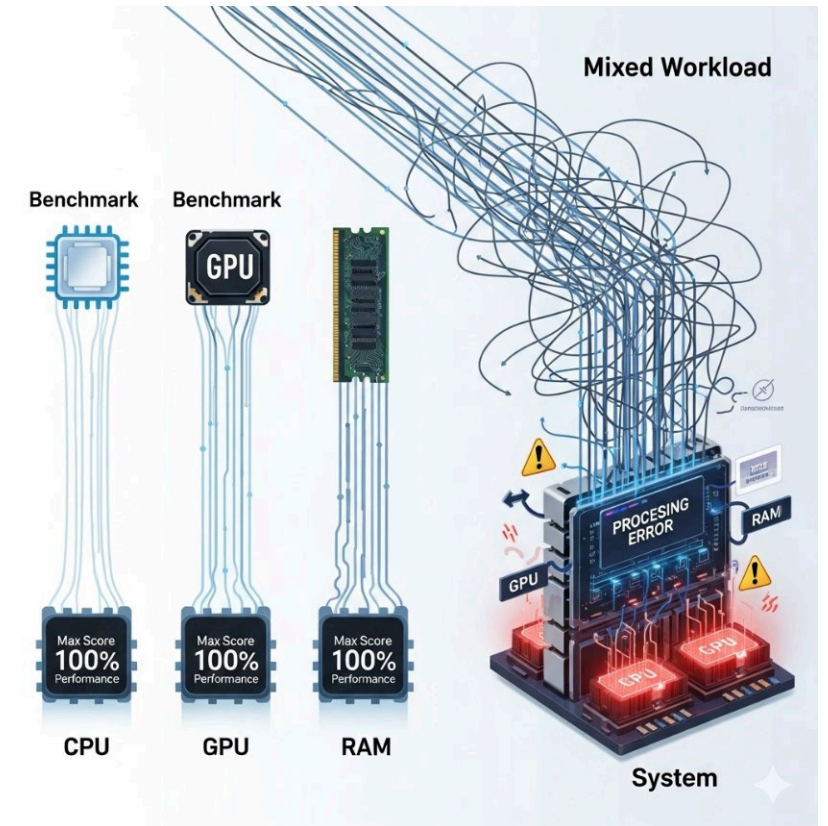 Mixed Workload
Benchmark
Benchmark
GPU
Max Score
100%
Performance
Max Score
100%
Performance
Max Score
100%
Performance
CPU
GPU
RAM
PROCESING
ERROR
RAM
GPU
GPU
System